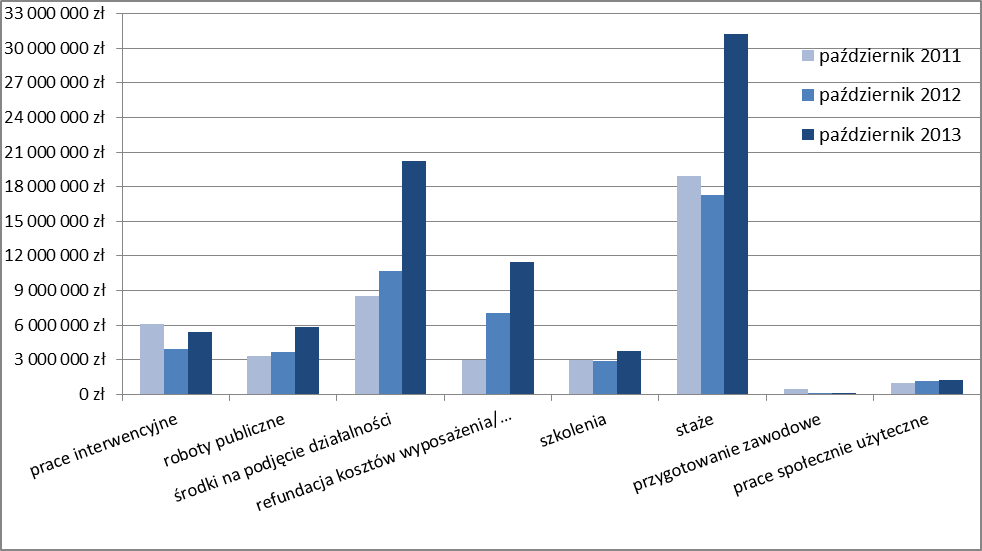 33 000 000 zł
30 000 000 zł
27 000 000 zł
24 000 000 zł
21 000 000 zł
18 000 000 zł
15 000 000 zł
12 000 000 zł
9 000 000 zł
6 000 000 zł
3 000 000 zł
0 zł
październik 2011
październik 2012
październik 2013
prace interwencyjne
roboty publiczne
środki na podjęcie działalności
refundacja kosztów wyposażenia/...
szkolenia
staże
przygotowanie zawodowe
prace społecznie użyteczne